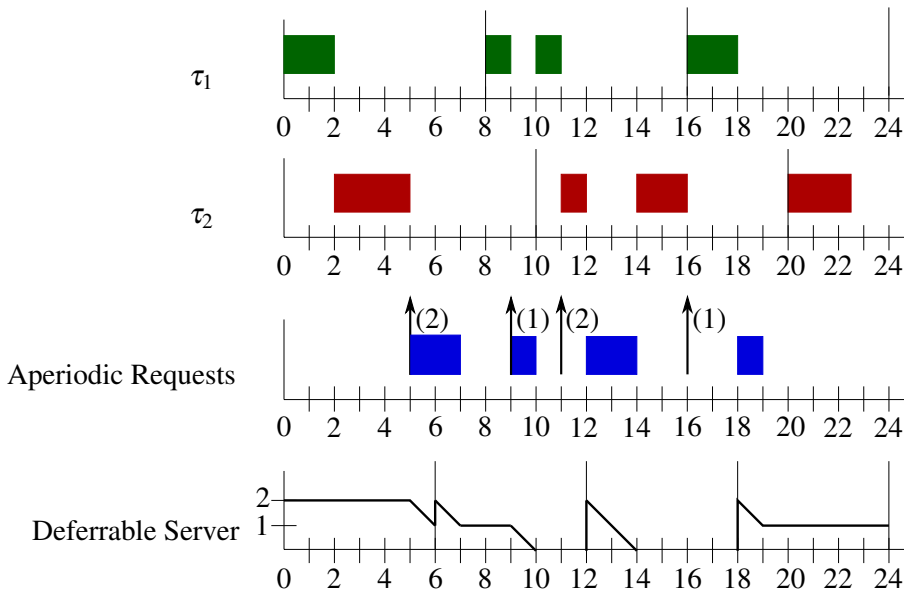 τ1
0 2 4 6 8 10 12 14 16 18 20 22 24
τ2
0 2 4 6 8 10 12 14 16 18 20 22 24
(2) (1) (2) (1)
Aperiodic Requests
0 2 4 6 8 10 12 14 16 18 20 22 24
2
1
Deferrable Server
0 2 4 6 8 10 12 14 16 18 20 22 24